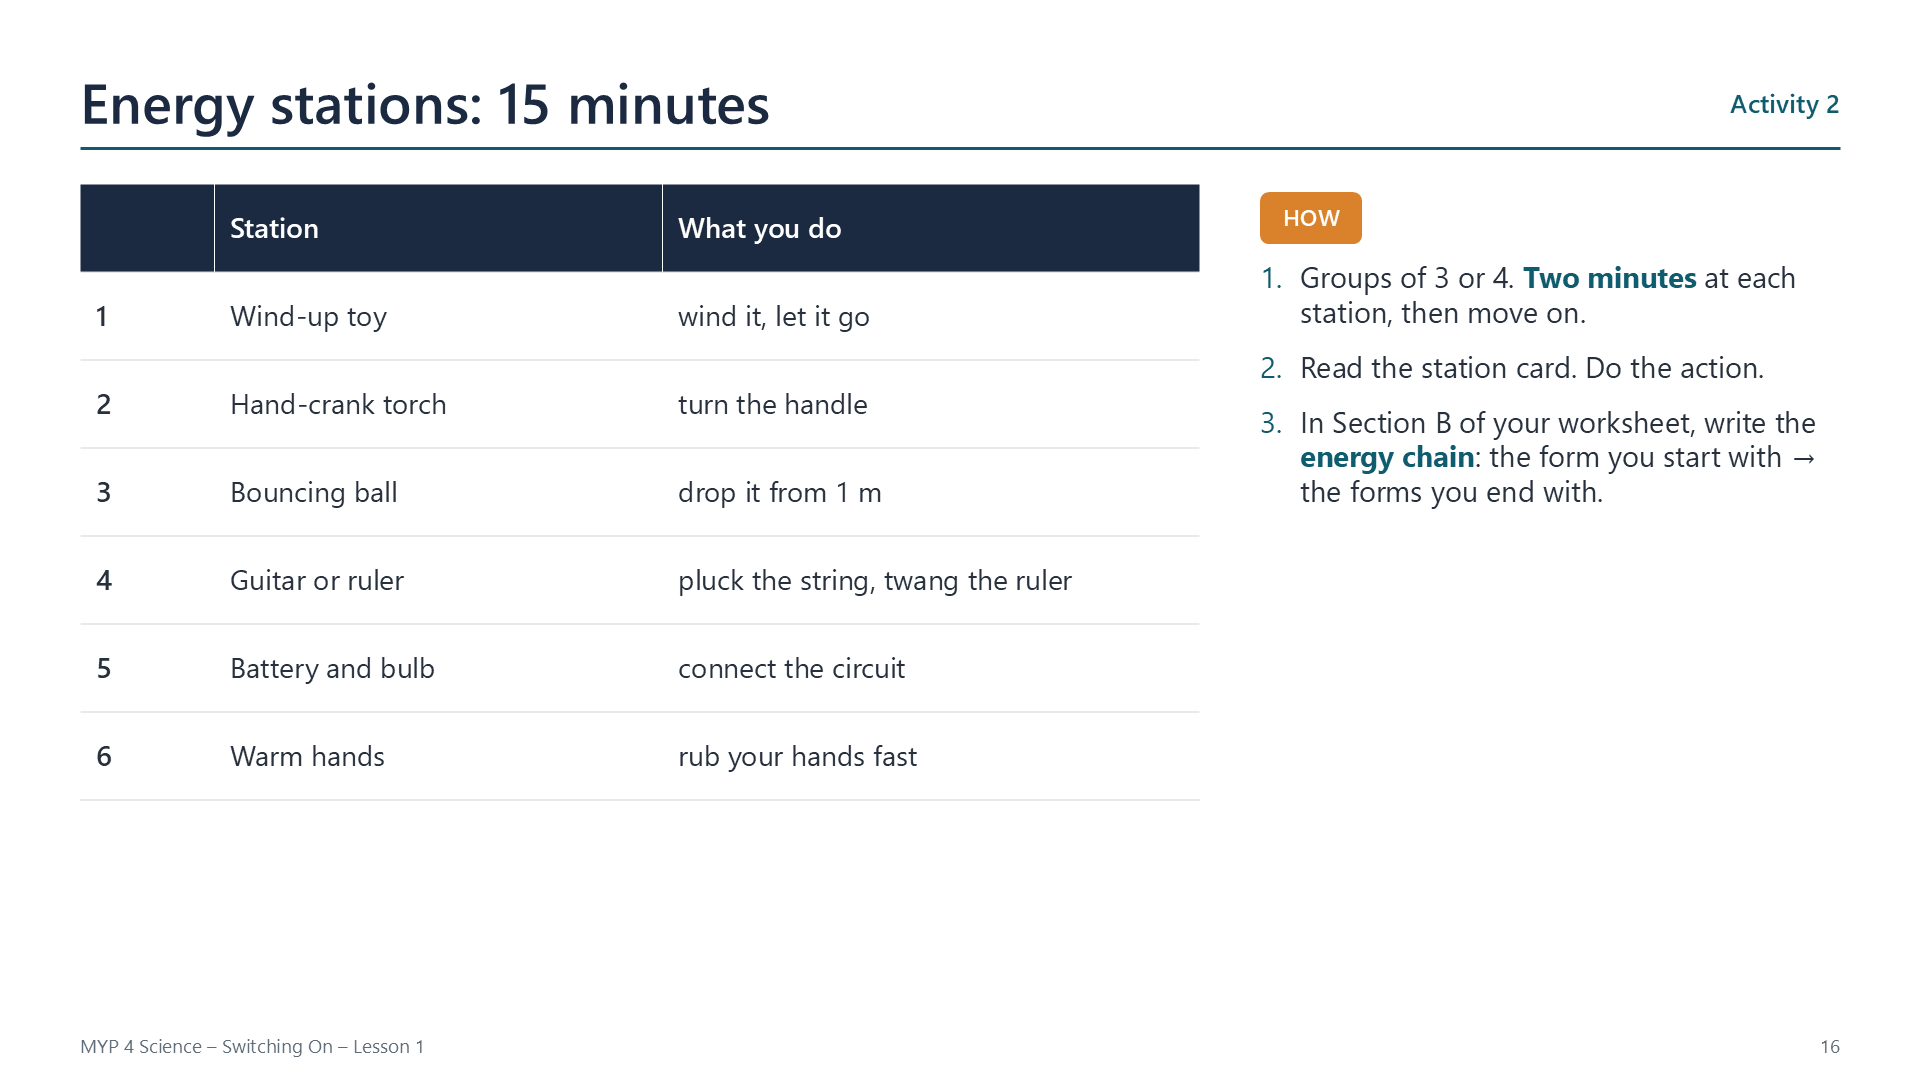 Energy stations: 15 minutes
Activity 2
Station What you do
1 Wind-up toy wind it, let it go
2 Hand-crank torch turn the handle
3 Bouncing ball drop it from 1 m
4 Guitar or ruler pluck the string, twang the ruler
5 Battery and bulb connect the circuit
6 Warm hands rub your hands fast
HOW
1. Groups of 3 or 4. Two minutes at each
station, then move on.
2. Read the station card. Do the action.
3. In Section B of your worksheet, write the
energy chain: the form you start with →
the forms you end with.
MYP 4 Science – Switching On – Lesson 1
16